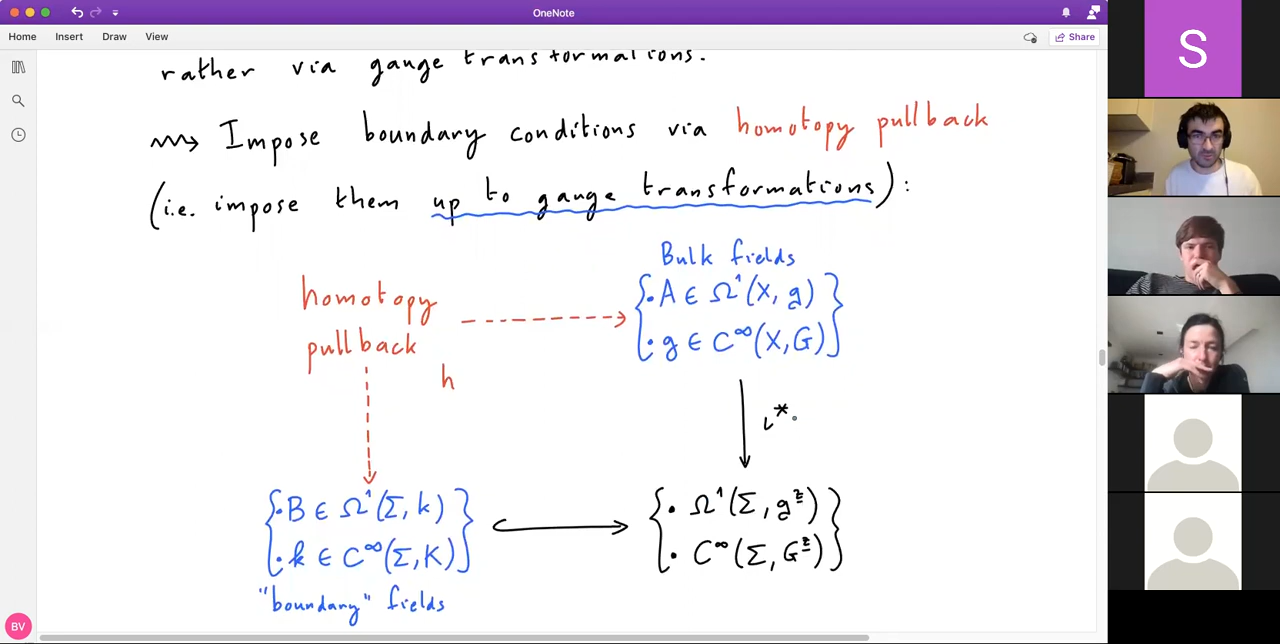 OneNote
Home Insert Draw View Share
rather via gauge transformations.
⇝ Impose boundary conditions via homotopy pullback
(i.e. impose them up to gauge transformations):
Bulk fields
homotopy
pullback
h
{· A ∈ Ω¹(X, g)
· g ∈ C^∞(X, G)}
ι*
{· B ∈ Ω¹(Σ, k)
· k ∈ C^∞(Σ, K)}
{· Ω¹(Σ, g^z)
· C^∞(Σ, G^z)}
"boundary" fields
S
BV